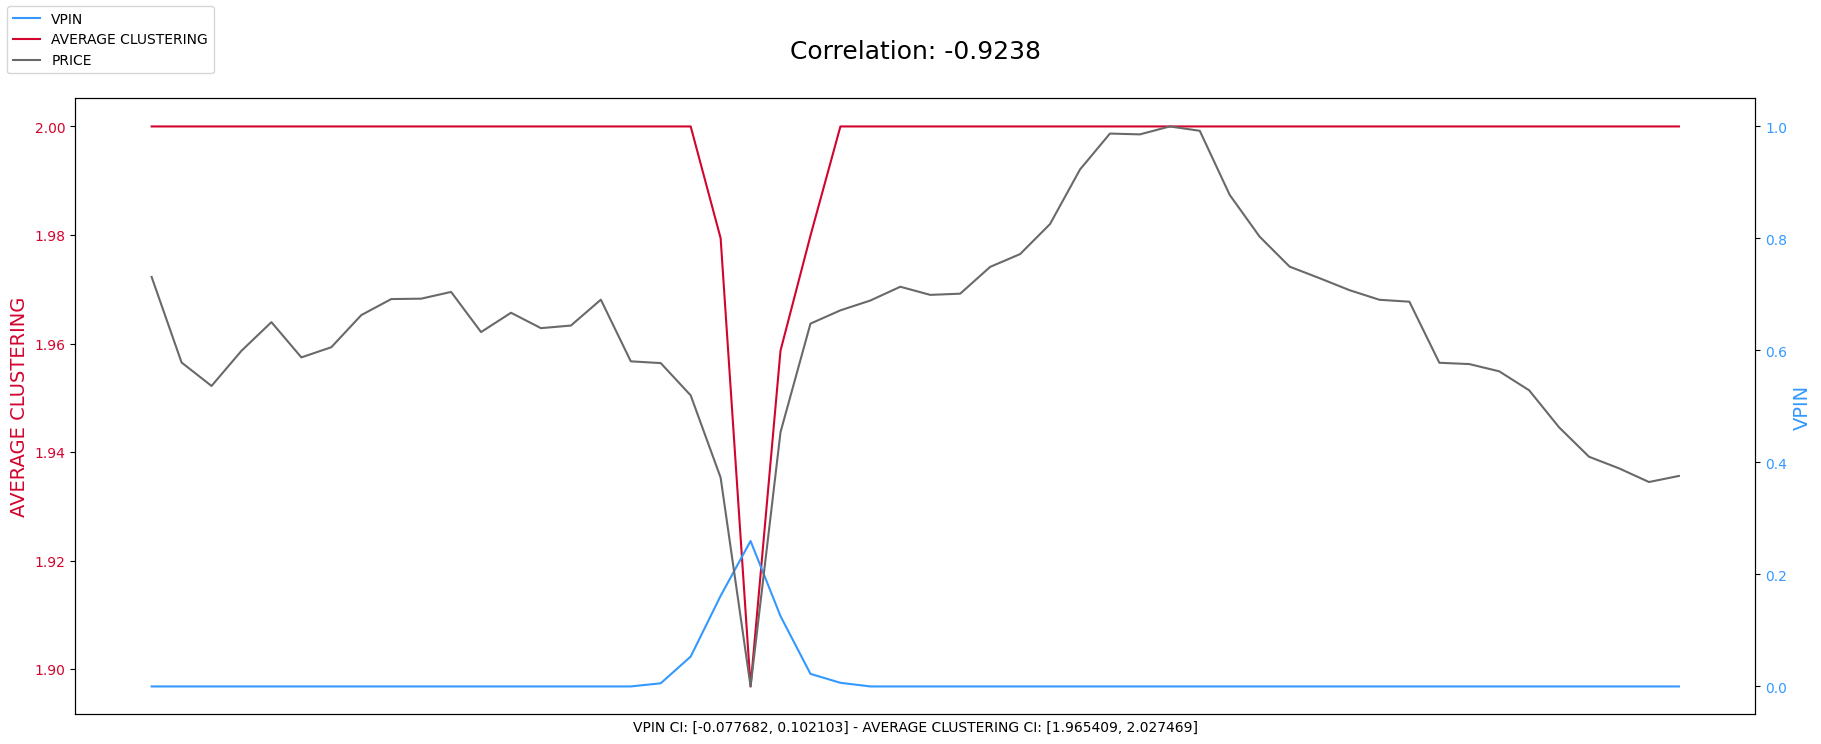 VPIN
AVERAGE CLUSTERING
PRICE
Correlation: -0.9238
2.00
1.98
1.96
1.94
1.92
1.90
AVERAGE CLUSTERING
1.0
0.8
0.6
0.4
0.2
0.0
VPIN
VPIN CI: [-0.077682, 0.102103] - AVERAGE CLUSTERING CI: [1.965409, 2.027469]